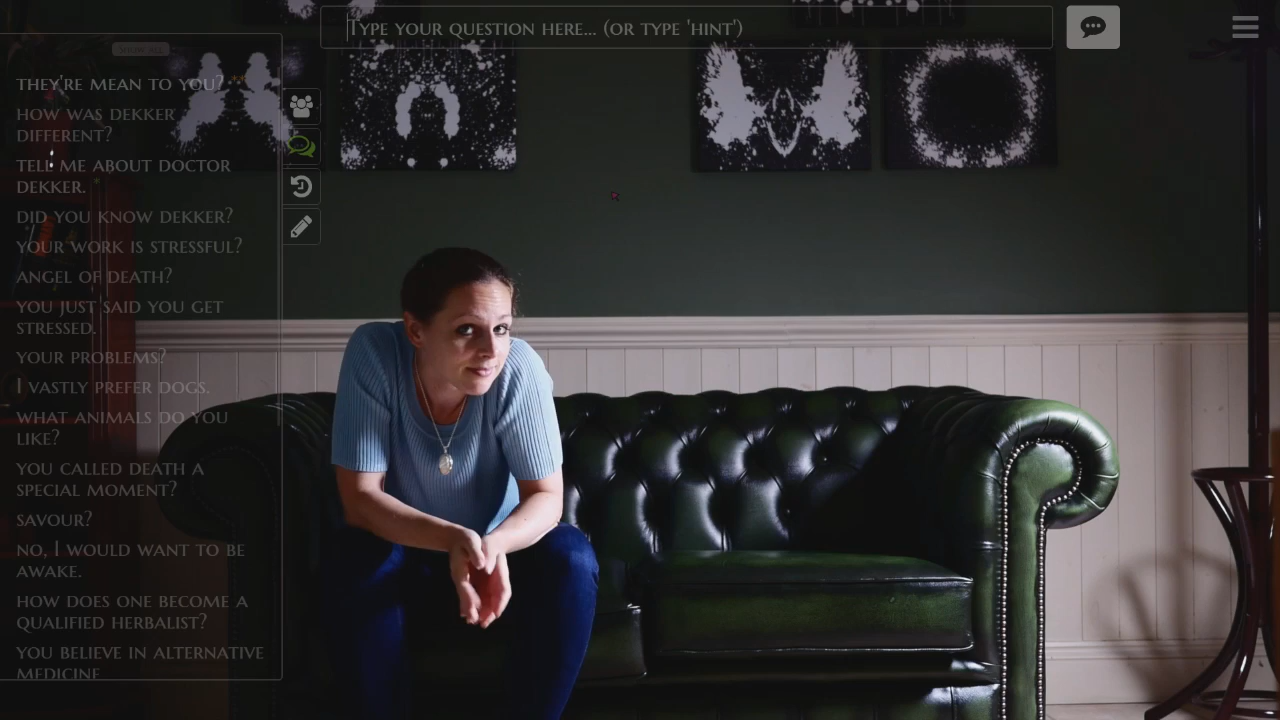 Type your question here... (or type 'hint')
Show all
They're mean to you?
How was Dekker
different?
Tell me about Doctor
Dekker.
Did you know Dekker?
Your work is stressful?
Angel of Death?
You just said you get
stressed.
Your problems?
I vastly prefer dogs.
What animals do you
like?
You called death a
special moment?
Savour?
No, I would want to be
awake.
How does one become a
qualified herbalist?
You believe in alternative
medicine